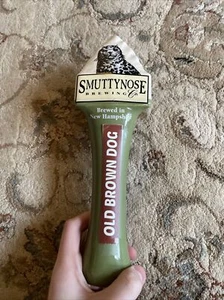 SMUTTYNOSE
BREWING Co
Brewed in
New Hampshire
OLD BROWN DOG